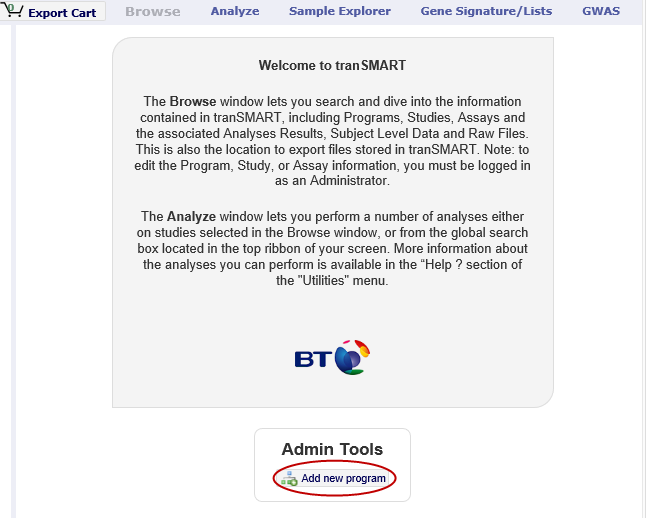 0 Export Cart Browse Analyze Sample Explorer Gene Signature/Lists GWAS
Welcome to tranSMART
The Browse window lets you search and dive into the information
contained in tranSMART, including Programs, Studies, Assays and
the associated Analyses Results, Subject Level Data and Raw Files.
This is also the location to export files stored in tranSMART. Note: to
edit the Program, Study, or Assay information, you must be logged in
as an Administrator.
The Analyze window lets you perform a number of analyses either
on studies selected in the Browse window, or from the global search
box located in the top ribbon of your screen. More information about
the analyses you can perform is available in the “Help ? section of
the "Utilities" menu.
BT
Admin Tools
Add new program